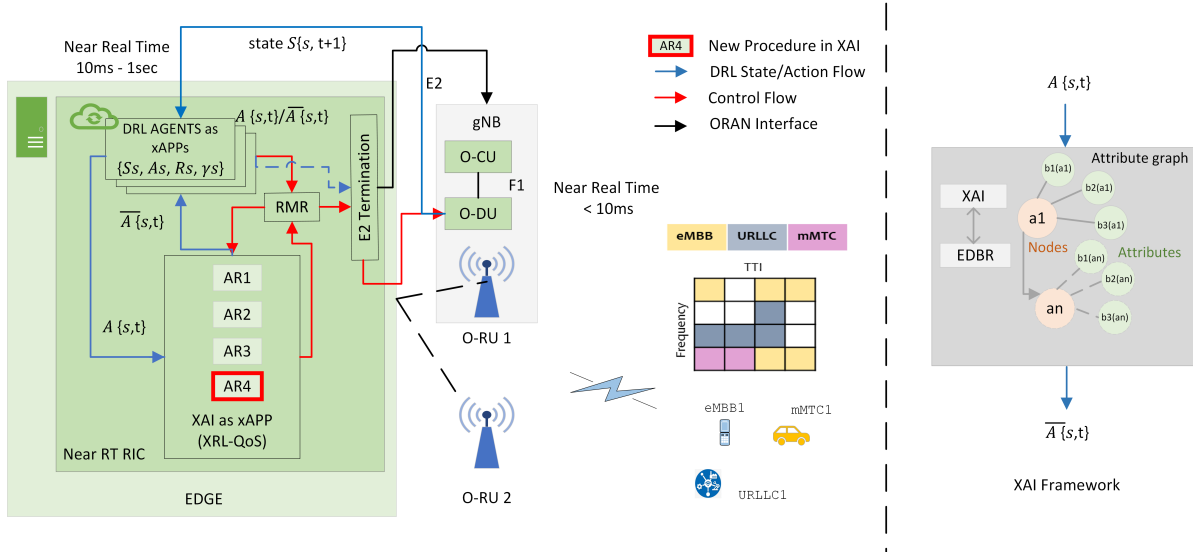 Near Real Time
10ms - 1sec
state S{s, t+1}
E2
DRL AGENTS as
xAPPs
{Ss, As, Rs, γs}
A {s,t}/A̅ {s,t}
A̅{s,t}
RMR
E2 Termination
A {s,t}
AR1
AR2
AR3
AR4
XAI as xAPP
(XRL-QoS)
Near RT RIC
EDGE
gNB
O-CU
F1
O-DU
O-RU 1
O-RU 2
AR4
New Procedure in XAI
DRL State/Action Flow
Control Flow
ORAN Interface
Near Real Time
< 10ms
eMBB
URLLC
mMTC
TTI
Frequency
eMBB1
mMTC1
URLLC1
A {s,t}
Attribute graph
XAI
EDBR
b1(a1)
b2(a1)
b3(a1)
a1
Nodes
b1(an)
Attributes
b2(an)
an
b3(an)
A̅{s,t}
XAI Framework